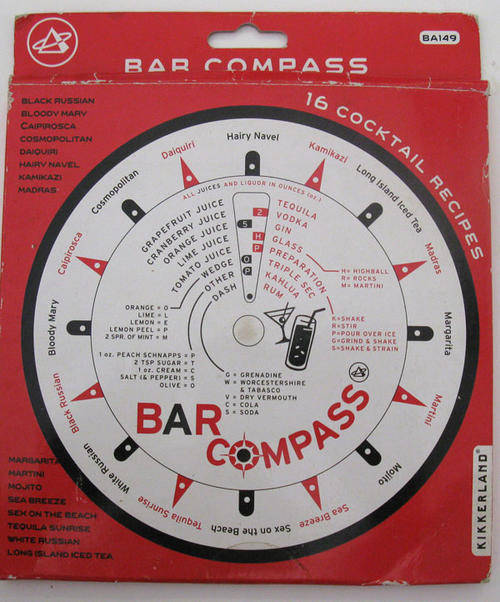 BAR COMPASS
BA149
16 COCKTAIL RECIPES
BLACK RUSSIAN
BLOODY MARY
CAIPIROSCA
COSMOPOLITAN
DAIQUIRI
HAIRY NAVEL
KAMIKAZI
MADRAS
Hairy Navel
Kamikazi
Long Island Iced Tea
Madras
Margarita
Martini
Mojito
Sea Breeze
Sex on the Beach
Tequila Sunrise
White Russian
Black Russian
Bloody Mary
Caipirosca
Cosmopolitan
Daiquiri
ALL JUICES AND LIQUOR IN OUNCES (oz.)
GRAPEFRUIT JUICE
CRANBERRY JUICE
ORANGE JUICE
LIME JUICE
TOMATO JUICE
WEDGE
OTHER
DASH
2
5
H
P
O
P
TEQUILA
VODKA
GIN
GLASS
PREPARATION
TRIPLE SEC
KAHLUA
RUM
H= HIGHBALL
R= ROCKS
M= MARTINI
K=SHAKE
R=STIR
P=POUR OVER ICE
G=GRIND & SHAKE
S=SHAKE & STRAIN
ORANGE = O
LIME = L
LEMON = E
LEMON PEEL = P
2 SPR. OF MINT = M
1 oz. PEACH SCHNAPPS = P
2 TSP SUGAR = T
1 oz. CREAM = C
SALT (& PEPPER) = S
OLIVE = O
G = GRENADINE
W = WORCESTERSHIRE
& TABASCO
V = DRY VERMOUTH
C = COLA
S = SODA
BAR
COMPASS
MARGARITA
MARTINI
MOJITO
SEA BREEZE
SEX ON THE BEACH
TEQUILA SUNRISE
WHITE RUSSIAN
LONG ISLAND ICED TEA
KIKKERLAND®